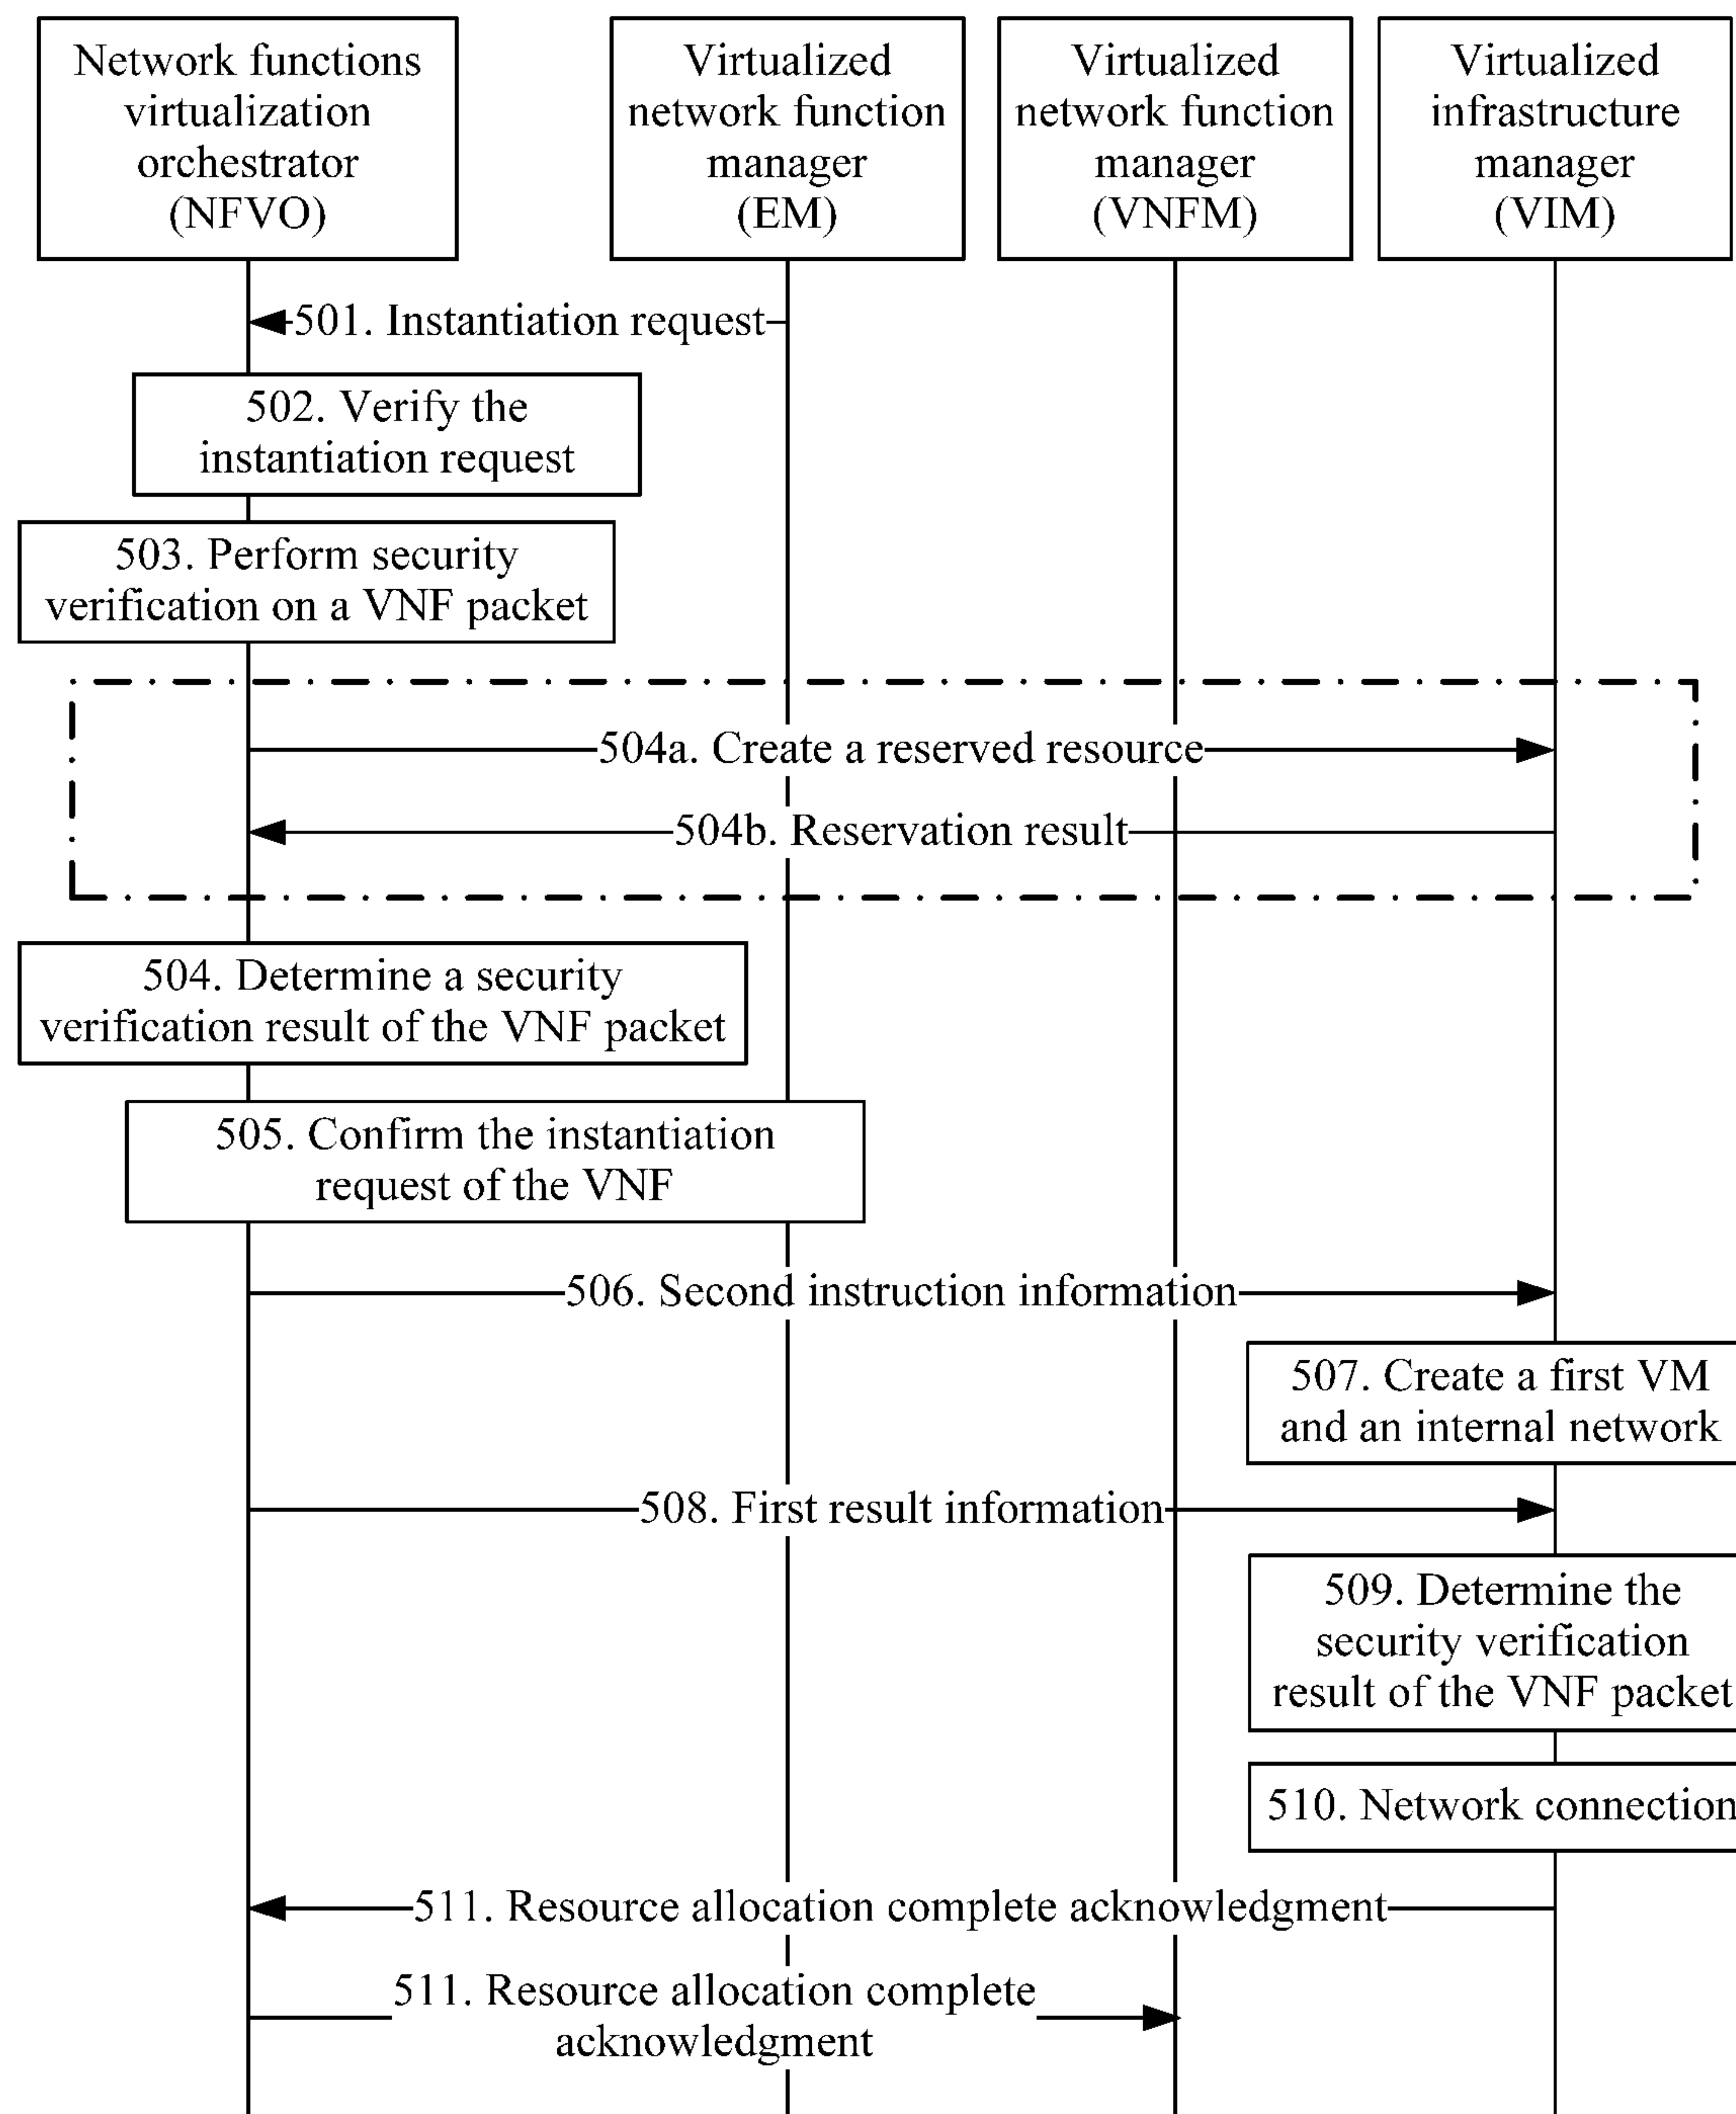 Network functions
virtualization
orchestrator
(NFVO)
Virtualized
network function
manager
(EM)
Virtualized
network function
manager
(VNFM)
Virtualized
infrastructure
manager
(VIM)
501. Instantiation request
502. Verify the
instantiation request
503. Perform security
verification on a VNF packet
504a. Create a reserved resource
504b. Reservation result
504. Determine a security
verification result of the VNF packet
505. Confirm the instantiation
request of the VNF
506. Second instruction information
507. Create a first VM
and an internal network
508. First result information
509. Determine the
security verification
result of the VNF packet
510. Network connection
511. Resource allocation complete acknowledgment
511. Resource allocation complete
acknowledgment